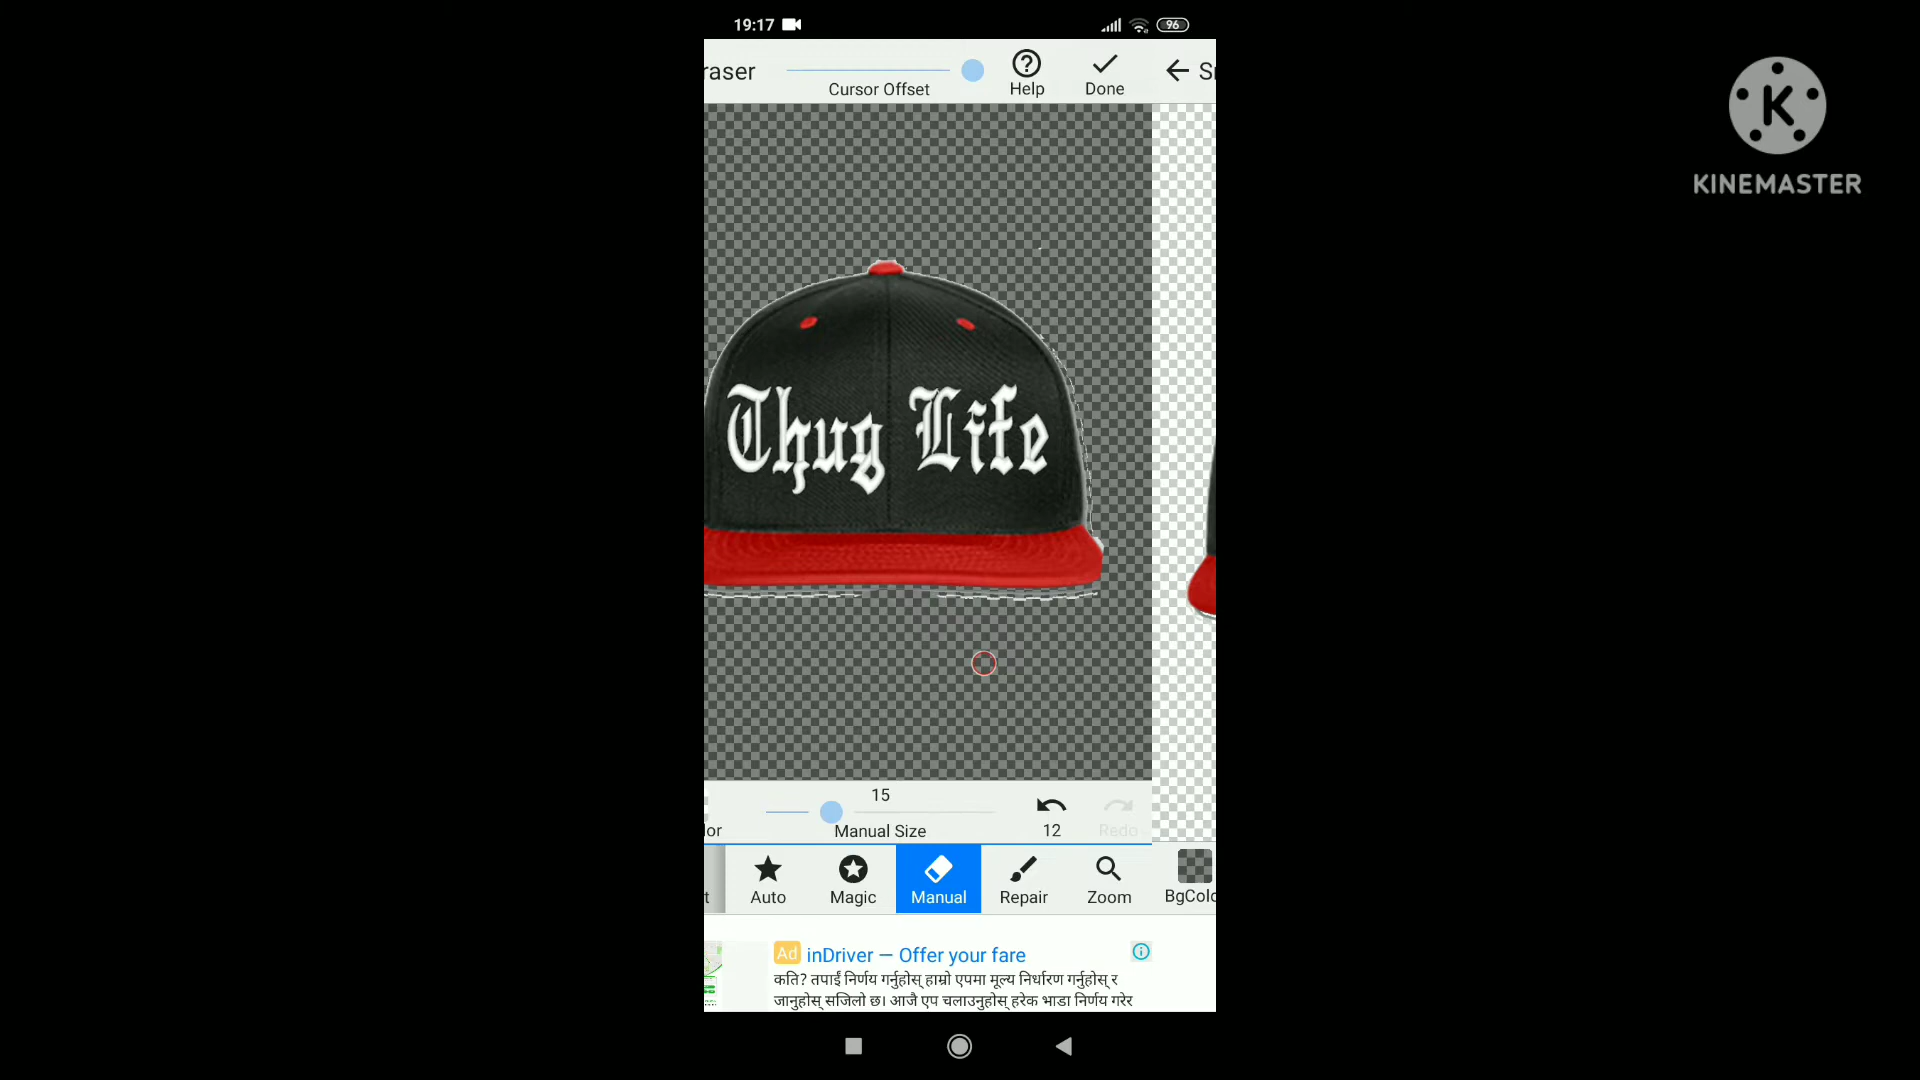 19:17
96
raser
Cursor Offset
Help
Done
Sr
K
KINEMASTER
Thug Life
15
lor
Manual Size
12
Redo
t
Auto
Magic
Manual
Repair
Zoom
BgColo
Ad inDriver — Offer your fare
कति? तपाईं निर्णय गर्नुहोस् हाम्रो एपमा मूल्य निर्धारण गर्नुहोस् र
जानुहोस् सजिलो छ। आजै एप चलाउनुहोस् हरेक भाडा निर्णय गरेर